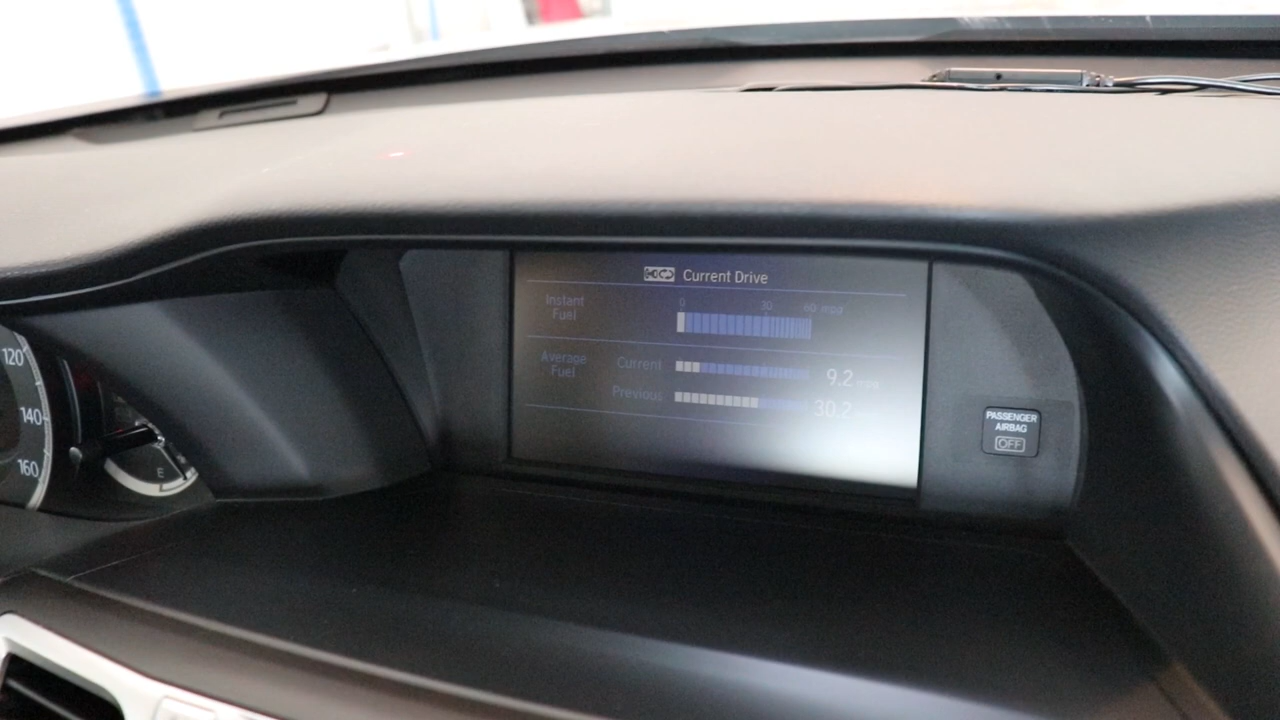 Current Drive
Instant
Fuel
0 30 60 mpg
Average
Fuel
Current
9.2 mpg
Previous
30.2
PASSENGER
AIRBAG
OFF
120
140
160
E